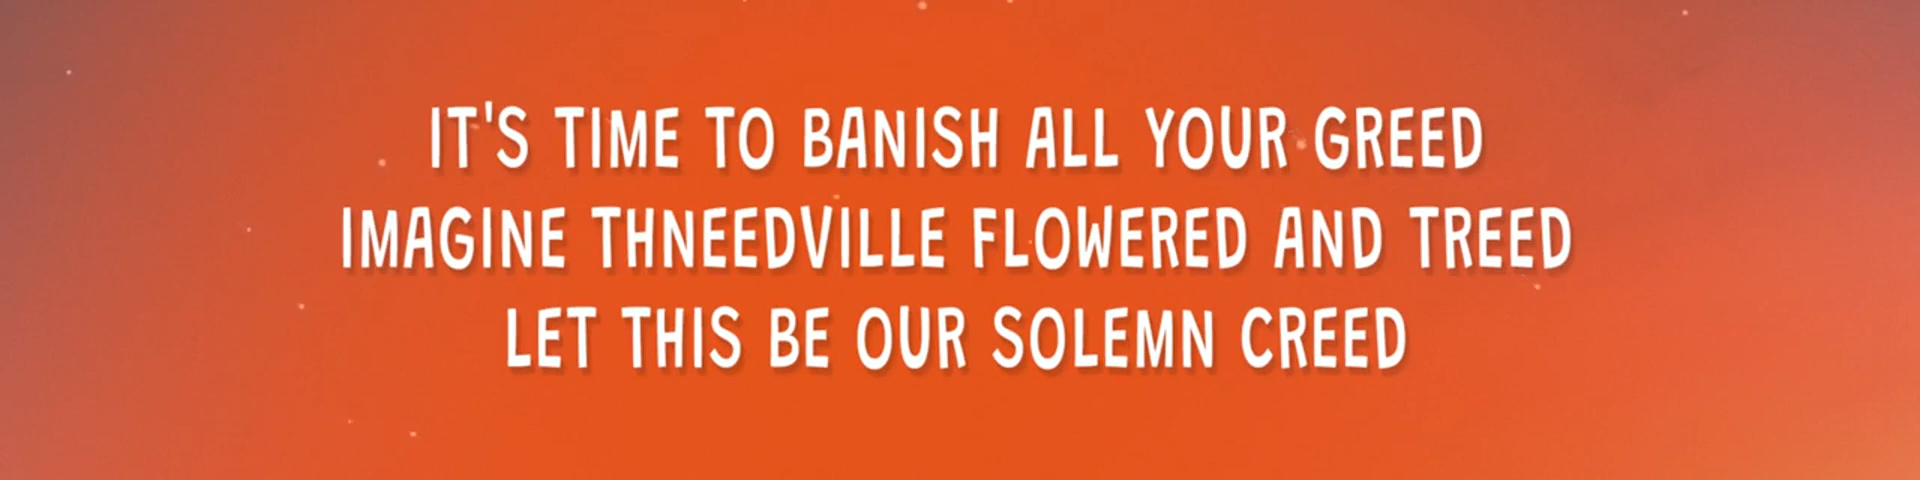 IT'S TIME TO BANISH ALL YOUR GREED
IMAGINE THNEEDVILLE FLOWERED AND TREED
LET THIS BE OUR SOLEMN CREED